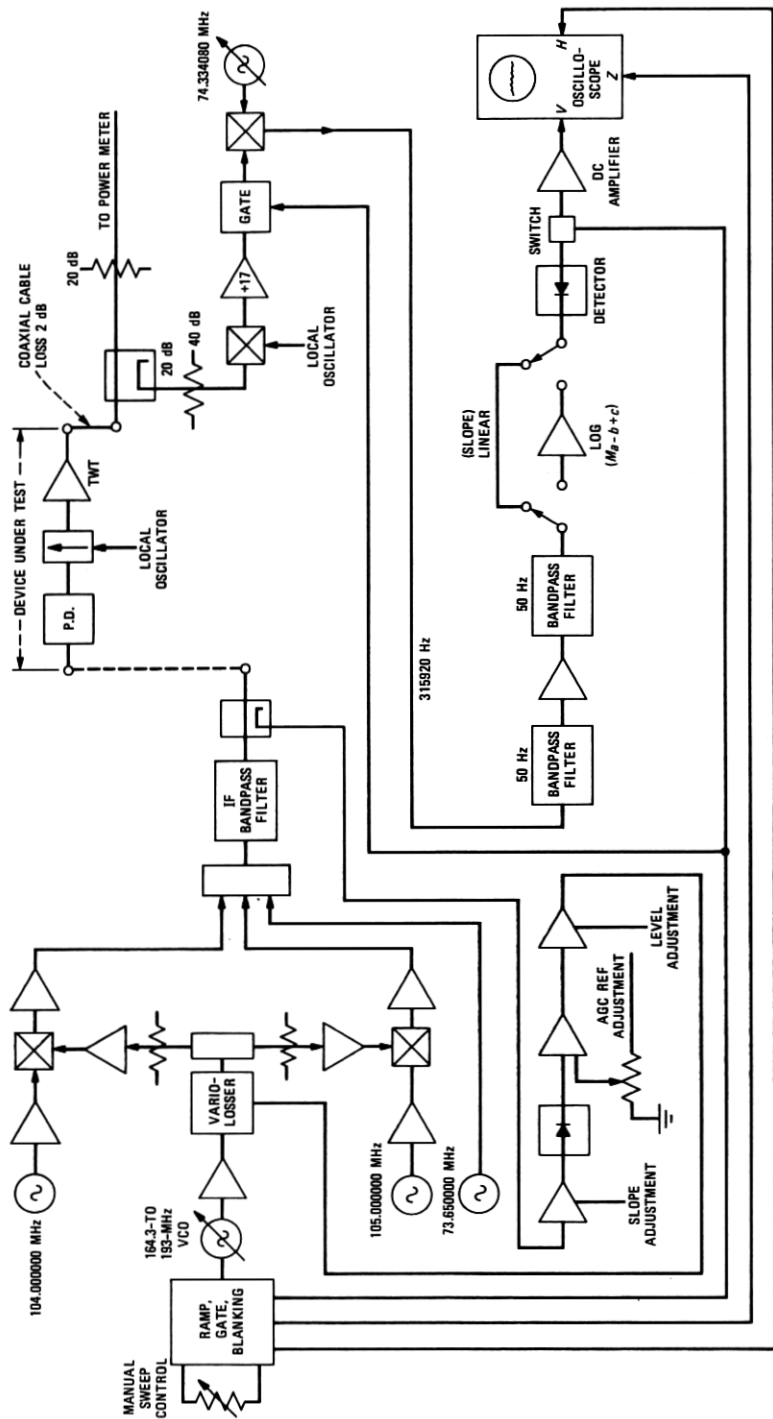 MANUAL
SWEEP
CONTROL
RAMP,
GATE,
BLANKING
164.3-TO
193-MHz
VCO
104.000000 MHz
VARIO-
LOSSER
105.000000 MHz
73.650000 MHz
SLOPE
ADJUSTMENT
AGC REF
ADJUSTMENT
LEVEL
ADJUSTMENT
IF
BANDPASS
FILTER
DEVICE UNDER TEST
P.D.
LOCAL
OSCILLATOR
TWT
COAXIAL CABLE
LOSS 2 dB
20 dB
TO POWER METER
20 dB
40 dB
LOCAL
OSCILLATOR
+17
GATE
74.334080 MHz
315920 Hz
50 Hz
BANDPASS
FILTER
50 Hz
BANDPASS
FILTER
(SLOPE)
LINEAR
LOG
(Ma-b+c)
DETECTOR
SWITCH
DC
AMPLIFIER
V
OSCILLO-
SCOPE
H
Z